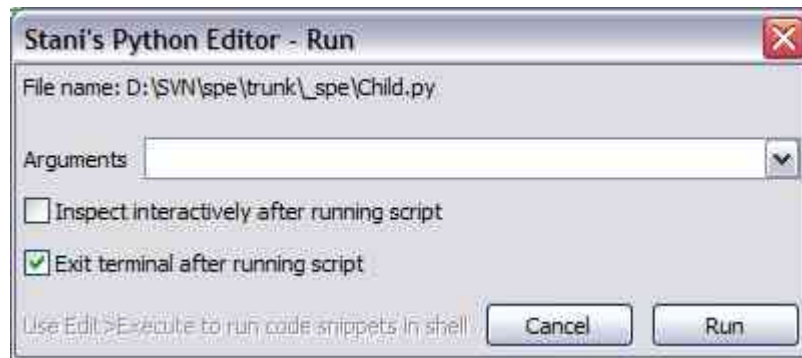 Stani's Python Editor - Run
File name: D:\SVN\spe\trunk\_spe\Child.py
Arguments
Inspect interactively after running script
Exit terminal after running script
Use Edit>Execute to run code snippets in shell Cancel Run